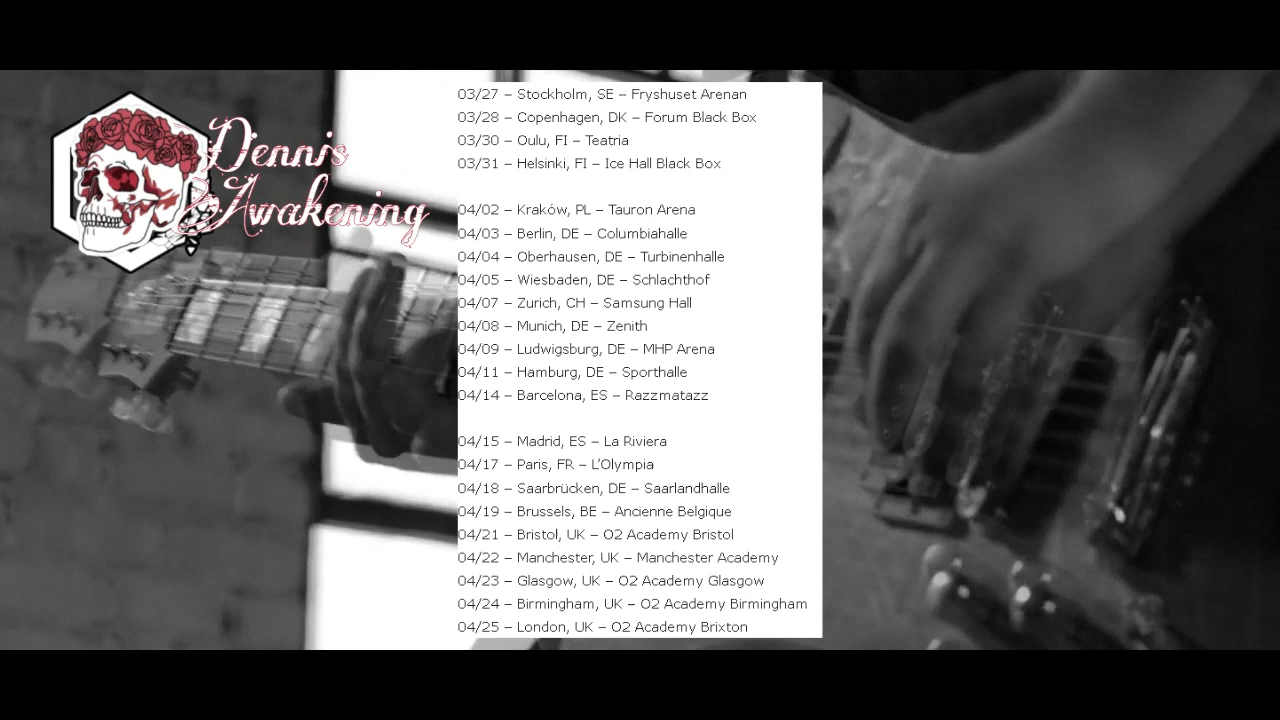 Dennis
Awakening
03/27 – Stockholm, SE – Fryshuset Arenan
03/28 – Copenhagen, DK – Forum Black Box
03/30 – Oulu, FI – Teatria
03/31 – Helsinki, FI – Ice Hall Black Box
04/02 – Kraków, PL – Tauron Arena
04/03 – Berlin, DE – Columbiahalle
04/04 – Oberhausen, DE – Turbinenhalle
04/05 – Wiesbaden, DE – Schlachthof
04/07 – Zurich, CH – Samsung Hall
04/08 – Munich, DE – Zenith
04/09 – Ludwigsburg, DE – MHP Arena
04/11 – Hamburg, DE – Sporthalle
04/14 – Barcelona, ES – Razzmatazz
04/15 – Madrid, ES – La Riviera
04/17 – Paris, FR – L’Olympia
04/18 – Saarbrücken, DE – Saarlandhalle
04/19 – Brussels, BE – Ancienne Belgique
04/21 – Bristol, UK – O2 Academy Bristol
04/22 – Manchester, UK – Manchester Academy
04/23 – Glasgow, UK – O2 Academy Glasgow
04/24 – Birmingham, UK – O2 Academy Birmingham
04/25 – London, UK – O2 Academy Brixton